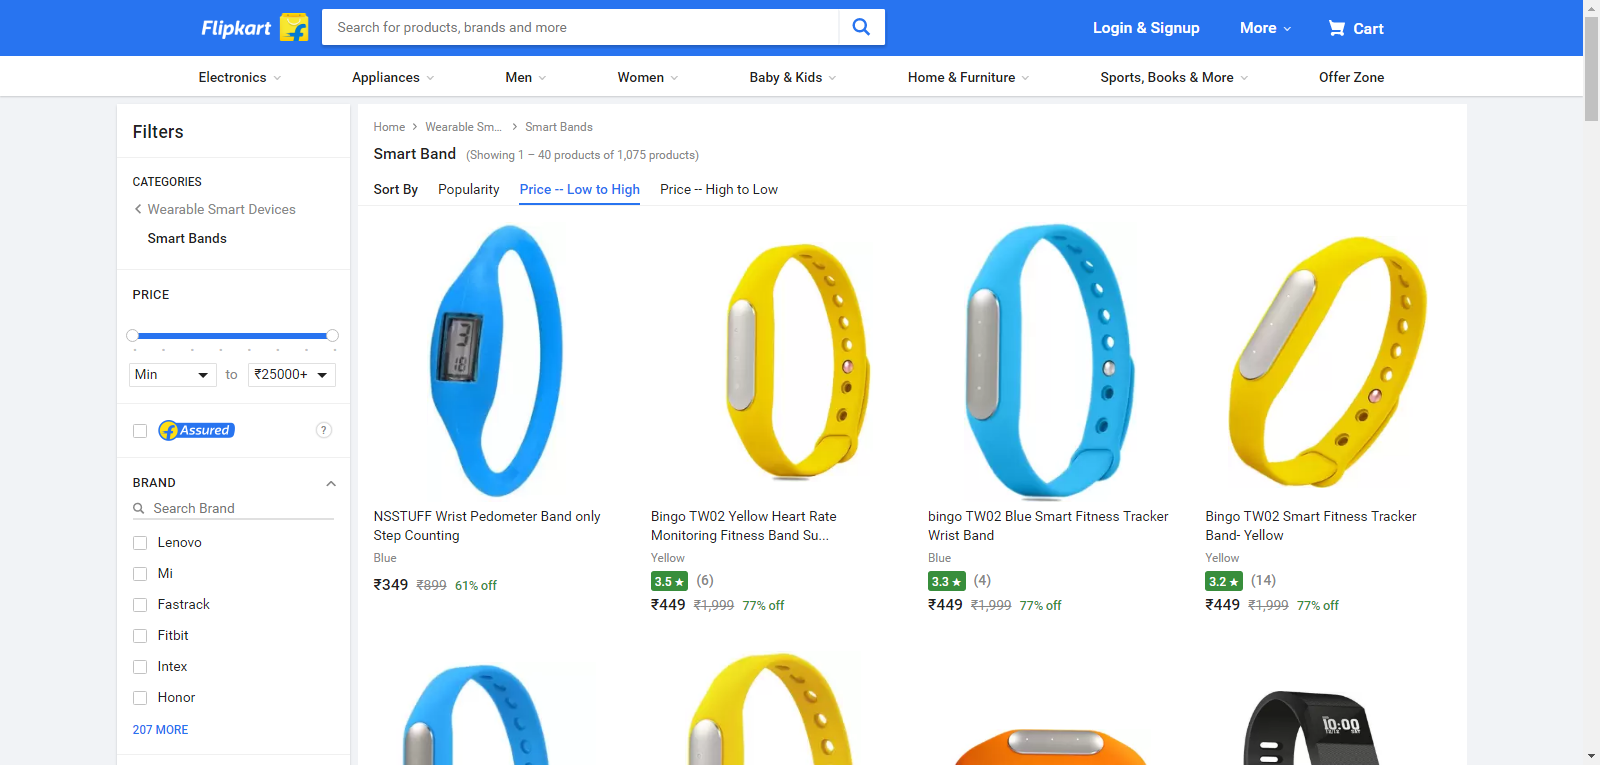 Flipkart
Search for products, brands and more
Login & Signup
More
Cart
Electronics
Appliances
Men
Women
Baby & Kids
Home & Furniture
Sports, Books & More
Offer Zone
Filters
CATEGORIES
Wearable Smart Devices
Smart Bands
PRICE
Min
to
₹25000+
f Assured
?
BRAND
Search Brand
Lenovo
Mi
Fastrack
Fitbit
Intex
Honor
207 MORE
Home > Wearable Sm... > Smart Bands
Smart Band (Showing 1 – 40 products of 1,075 products)
Sort By Popularity Price -- Low to High Price -- High to Low
NSSTUFF Wrist Pedometer Band only
Step Counting
Blue
₹349 ₹899 61% off
Bingo TW02 Yellow Heart Rate
Monitoring Fitness Band Su...
Yellow
3.5 ★ (6)
₹449 ₹1,999 77% off
bingo TW02 Blue Smart Fitness Tracker
Wrist Band
Blue
3.3 ★ (4)
₹449 ₹1,999 77% off
Bingo TW02 Smart Fitness Tracker
Band- Yellow
Yellow
3.2 ★ (14)
₹449 ₹1,999 77% off
10:00